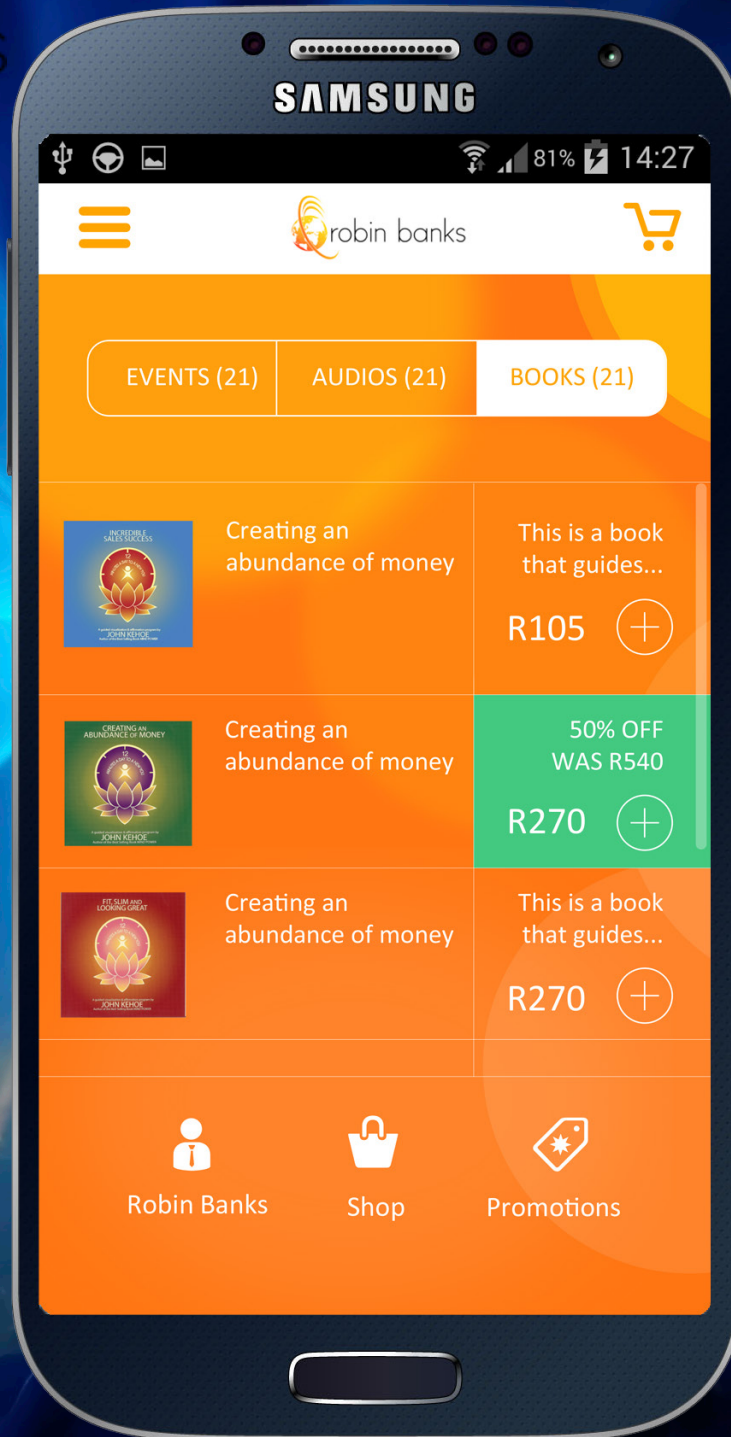 S
SAMSUNG
81% 14:27
robin banks
EVENTS (21) AUDIOS (21) BOOKS (21)
INCREDIBLE
SALES SUCCESS
JOHN KEHOE
Creating an
abundance of money
This is a book
that guides...
R105
CREATING AN
ABUNDANCE OF MONEY
JOHN KEHOE
Creating an
abundance of money
50% OFF
WAS R540
R270
FIT, SLIM AND
LOOKING GREAT
JOHN KEHOE
Creating an
abundance of money
This is a book
that guides...
R270
Robin Banks Shop Promotions